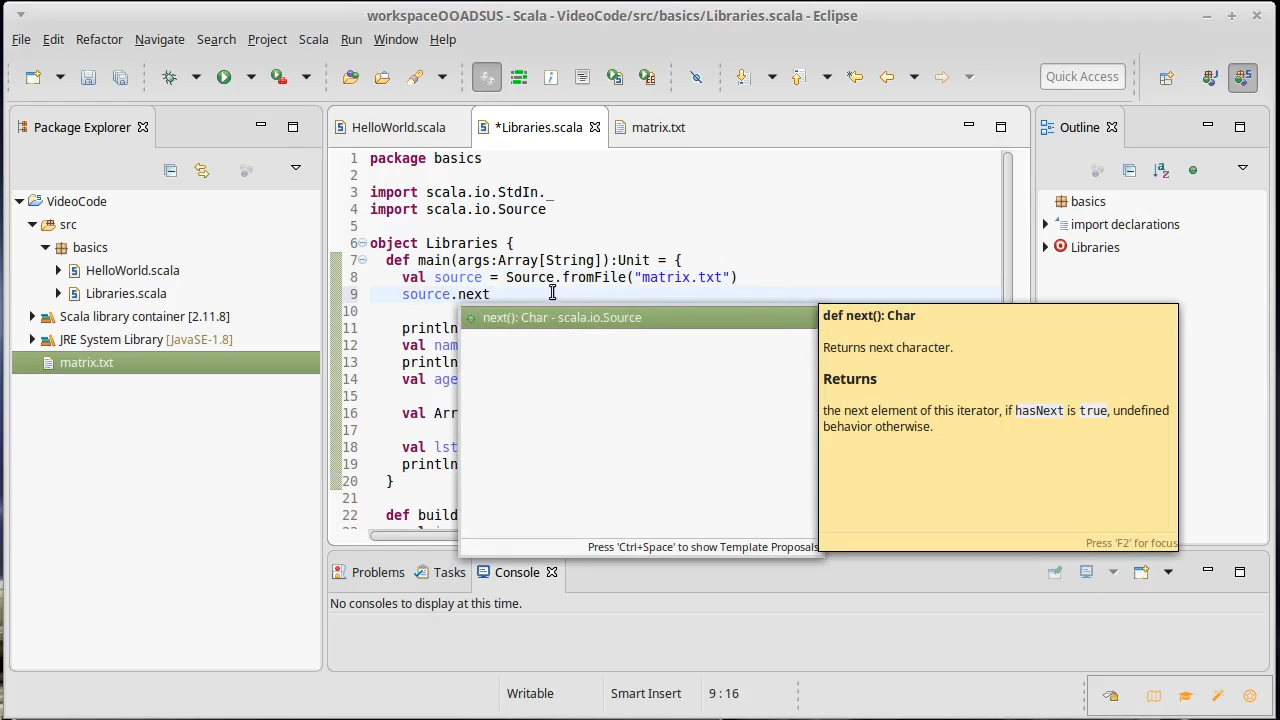 workspaceOOADSUS - Scala - VideoCode/src/basics/Libraries.scala - Eclipse
File Edit Refactor Navigate Search Project Scala Run Window Help
Quick Access
Package Explorer
VideoCode
src
basics
HelloWorld.scala
Libraries.scala
Scala library container [2.11.8]
JRE System Library [JavaSE-1.8]
matrix.txt
HelloWorld.scala *Libraries.scala matrix.txt
1 package basics
2
3 import scala.io.StdIn._
4 import scala.io.Source
5
6 object Libraries {
7 def main(args:Array[String]):Unit = {
8 val source = Source.fromFile("matrix.txt")
9 source.next
10
11 println
12 val nam
13 println
14 val age
15
16 val Arr
17
18 val lst
19 println
20 }
21
22 def build
next(): Char - scala.io.Source
Press 'Ctrl+Space' to show Template Proposals
def next(): Char
Returns next character.
Returns
the next element of this iterator, if hasNext is true, undefined
behavior otherwise.
Press 'F2' for focus
Outline
basics
import declarations
Libraries
Problems Tasks Console
No consoles to display at this time.
Writable Smart Insert 9 : 16